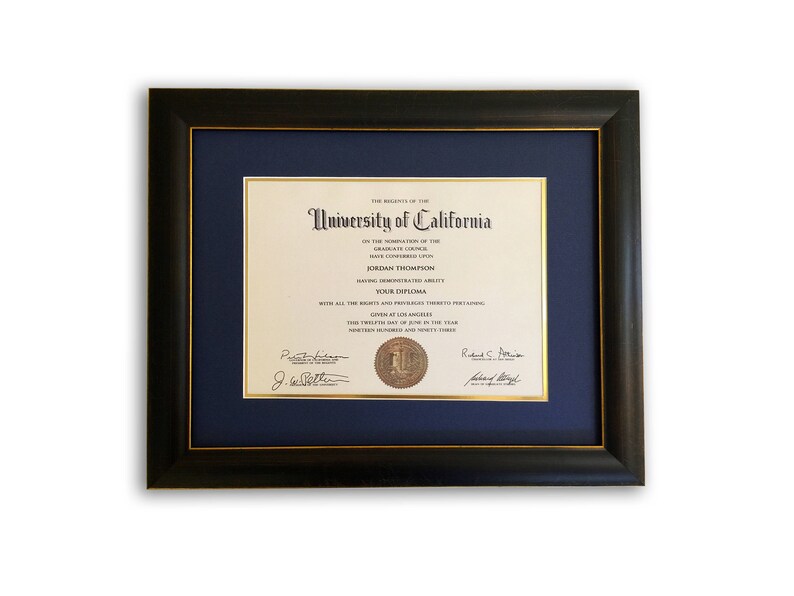 THE REGENTS OF THE
University of California
ON THE NOMINATION OF THE
GRADUATE COUNCIL
HAVE CONFERRED UPON
JORDAN THOMPSON
HAVING DEMONSTRATED ABILITY
YOUR DIPLOMA
WITH ALL THE RIGHTS AND PRIVILEGES THERETO PERTAINING
GIVEN AT LOS ANGELES
THIS TWELFTH DAY OF JUNE IN THE YEAR
NINETEEN HUNDRED AND NINETY-THREE